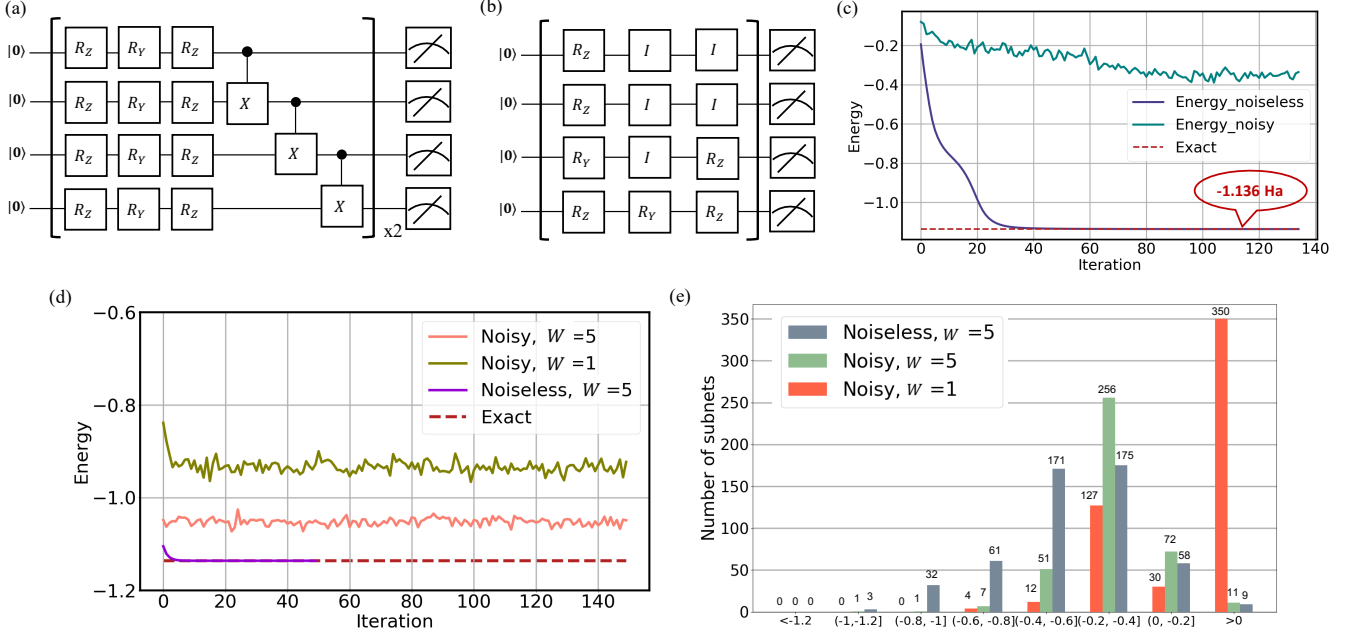 (a)
|0⟩ R_Z R_Y R_Z
|0⟩ R_Z R_Y R_Z X
|0⟩ R_Z R_Y R_Z X
|0⟩ R_Z R_Y R_Z X
x2
(b)
|0⟩ R_Z I I
|0⟩ R_Z I I
|0⟩ R_Y I R_Z
|0⟩ R_Z R_Y R_Z
(c)
−0.2
−0.4
−0.6
−0.8
−1.0
Energy
Energy_noiseless
Energy_noisy
Exact
-1.136 Ha
0 20 40 60 80 100 120 140
Iteration
(d)
−0.6
−0.8
−1.0
−1.2
Energy
Noisy, W =5
Noisy, W =1
Noiseless, W =5
Exact
0 20 40 60 80 100 120 140
Iteration
(e)
350
300
250
200
150
100
50
0
Number of subnets
Noiseless, W =5
Noisy, W =5
Noisy, W =1
0 0 0
0 1 3
0 1 32
4 7 61
12 51 171
127 256 175
30 72 58
350 11 9
<-1.2 (-1,-1.2] (-0.8, -1] (-0.6, -0.8] (-0.4, -0.6] (-0.2, -0.4] (0, -0.2] >0